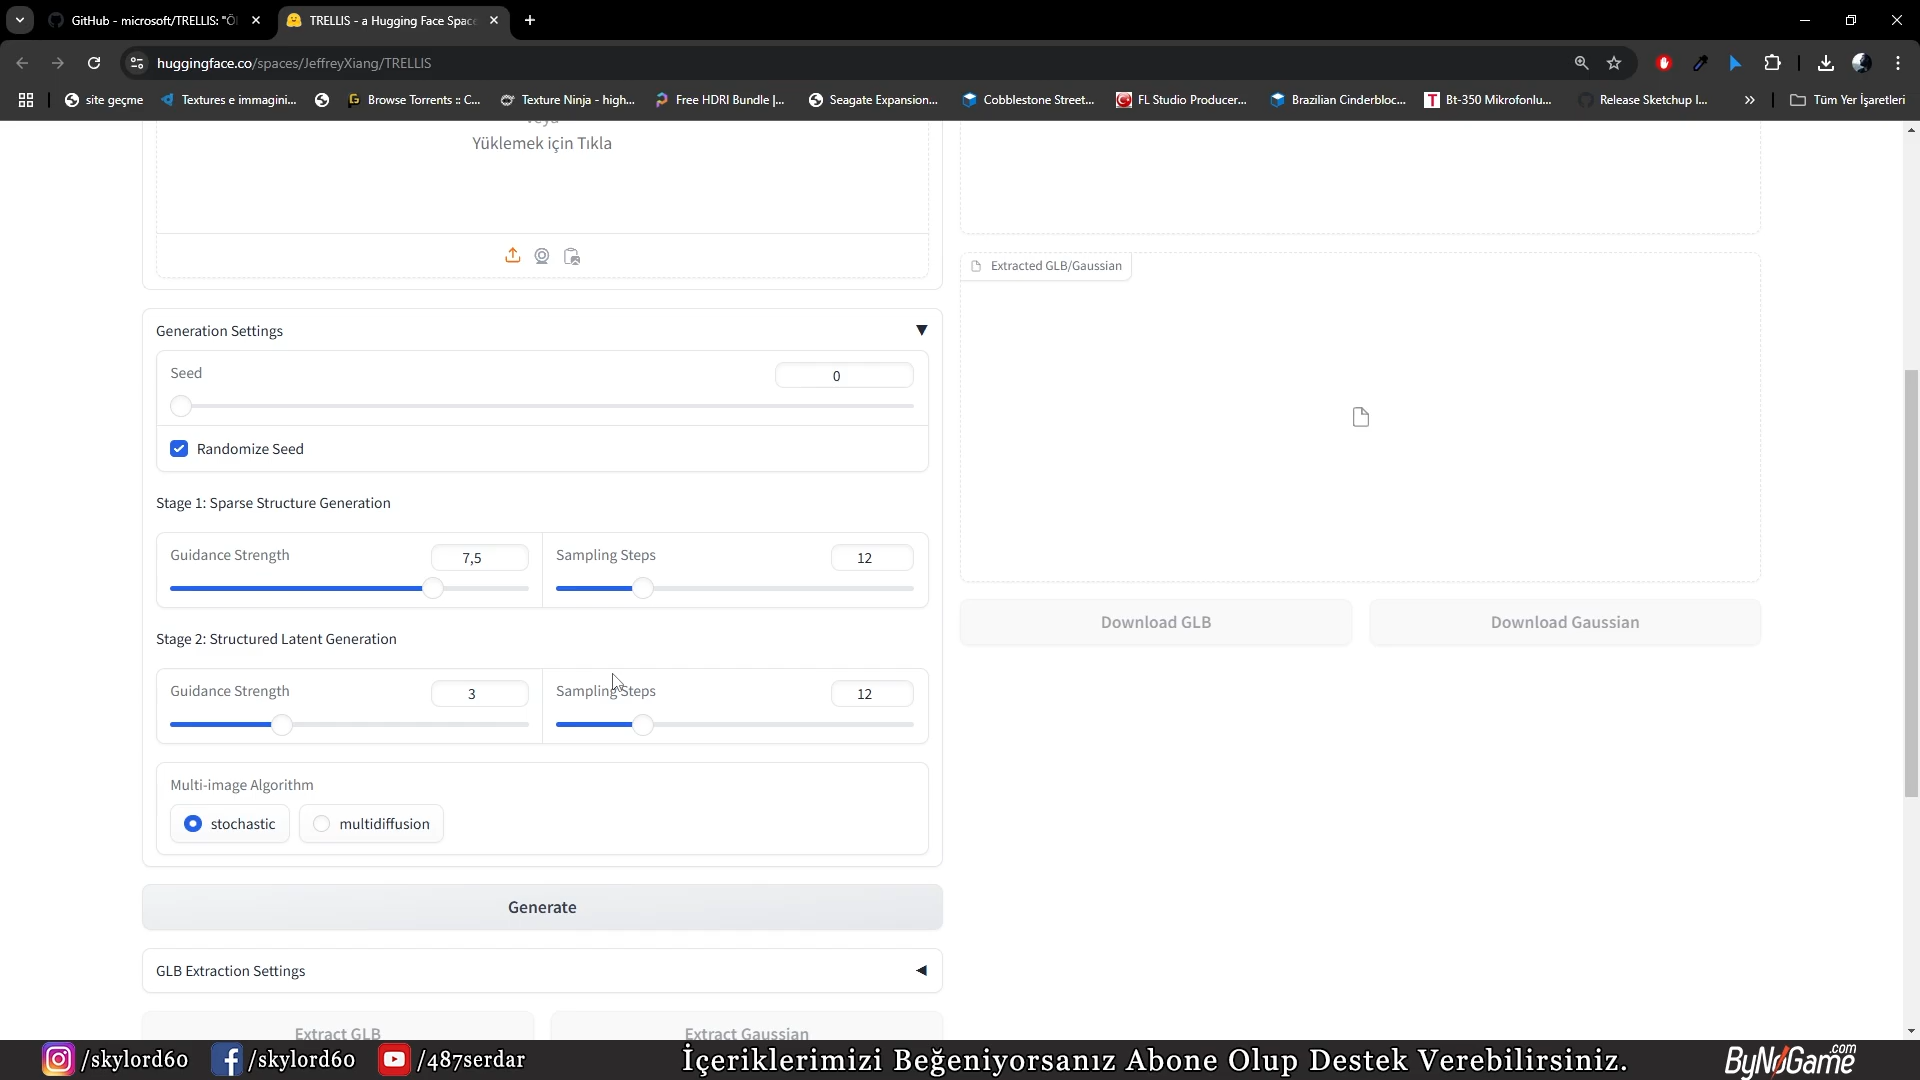 GitHub - microsoft/TRELLIS: "Öl
TRELLIS - a Hugging Face Space
huggingface.co/spaces/JeffreyXiang/TRELLIS
site geçme
Textures e immagini...
Browse Torrents :: C...
Texture Ninja - high...
Free HDRI Bundle |...
Seagate Expansion...
Cobblestone Street...
FL Studio Producer...
Brazilian Cinderbloc...
Bt-350 Mikrofonlu...
Release Sketchup I...
»
Tüm Yer İşaretleri
veya
Yüklemek için Tıkla
Extracted GLB/Gaussian
Generation Settings
Seed
0
Randomize Seed
Stage 1: Sparse Structure Generation
Guidance Strength
7,5
Sampling Steps
12
Download GLB
Download Gaussian
Stage 2: Structured Latent Generation
Guidance Strength
3
Sampling Steps
12
Multi-image Algorithm
stochastic
multidiffusion
Generate
GLB Extraction Settings
Extract GLB
Extract Gaussian
/skylord60
/skylord60
/487serdar
İçeriklerimizi Beğeniyorsanız Abone Olup Destek Verebilirsiniz.
ByNoGame.com